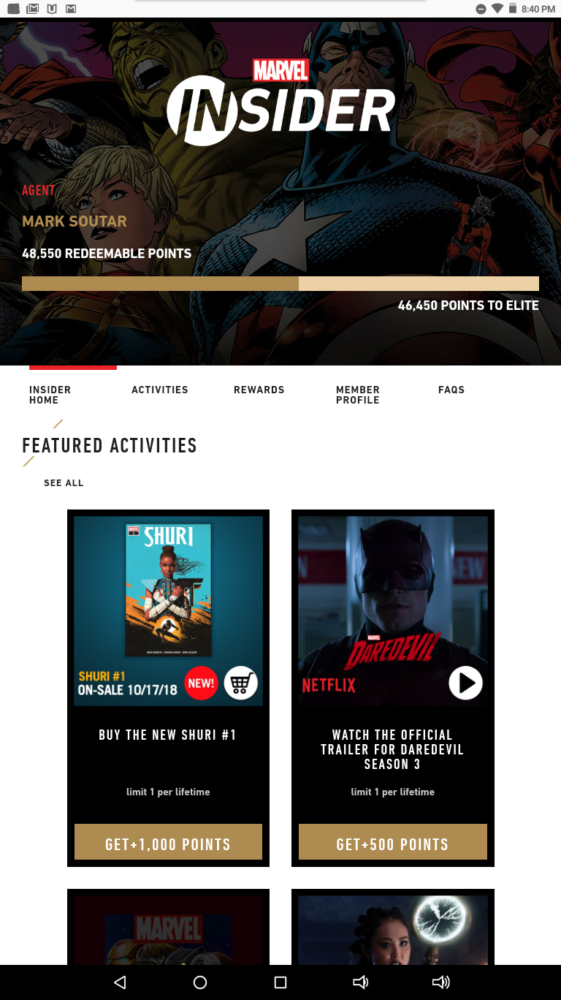 8:40 PM
MARVEL
INSIDER
AGENT
MARK SOUTAR
48,550 REDEEMABLE POINTS
46,450 POINTS TO ELITE
INSIDER HOME
ACTIVITIES
REWARDS
MEMBER PROFILE
FAQS
FEATURED ACTIVITIES
SEE ALL
MARVEL
SHURI
SHURI #1
ON-SALE 10/17/18
NEW!
BUY THE NEW SHURI #1
limit 1 per lifetime
GET+1,000 POINTS
NEW
MARVEL
DAREDEVIL
NETFLIX
WATCH THE OFFICIAL
TRAILER FOR DAREDEVIL
SEASON 3
limit 1 per lifetime
GET+500 POINTS
MARVEL